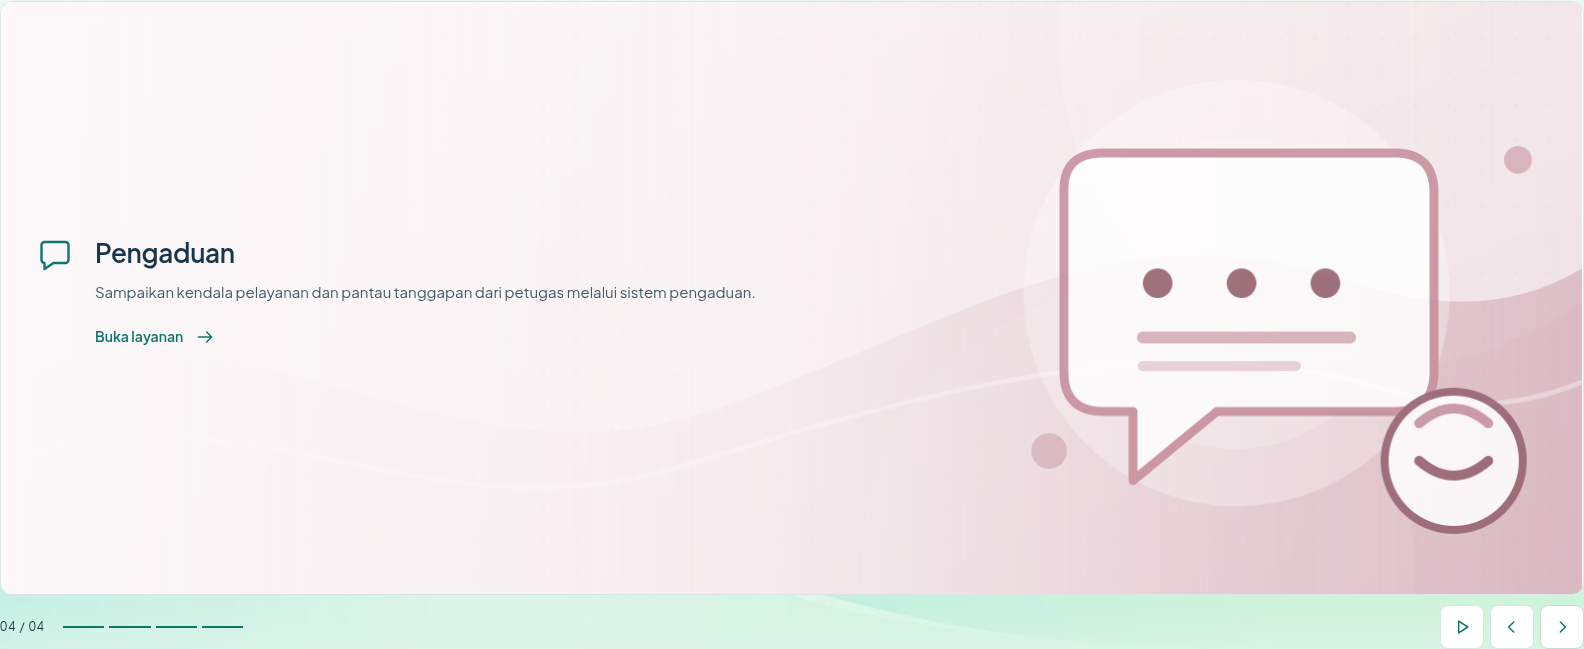 Pengaduan
Sampaikan kendala pelayanan dan pantau tanggapan dari petugas melalui sistem pengaduan.
Buka layanan
04 / 04